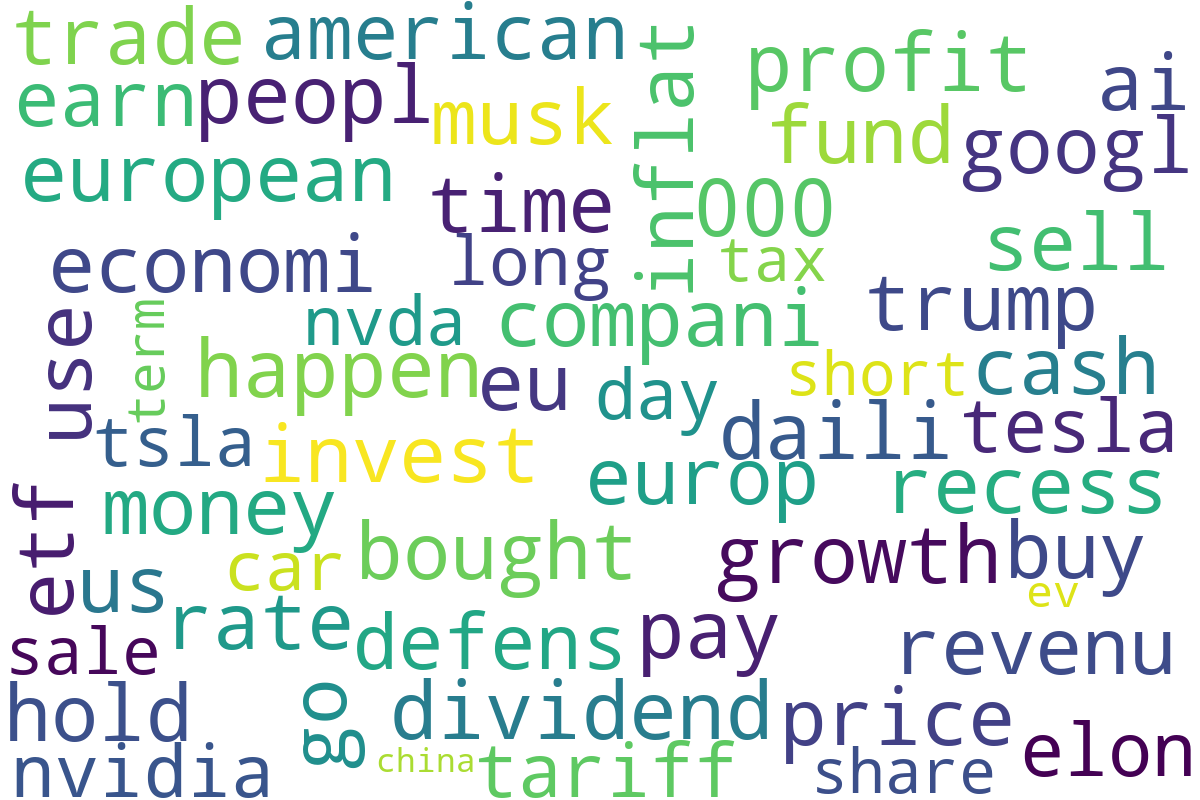 trade american inflat profit ai
earn peopl musk fund googl
european time 000 sell
economi long tax
use term nvda compani trump
happen eu day short cash
tsla invest daili tesla
etf money europ recess
us car bought growth buy
ev
sale rate defens pay revenu
hold go dividend price elon
nvidia china tariff share